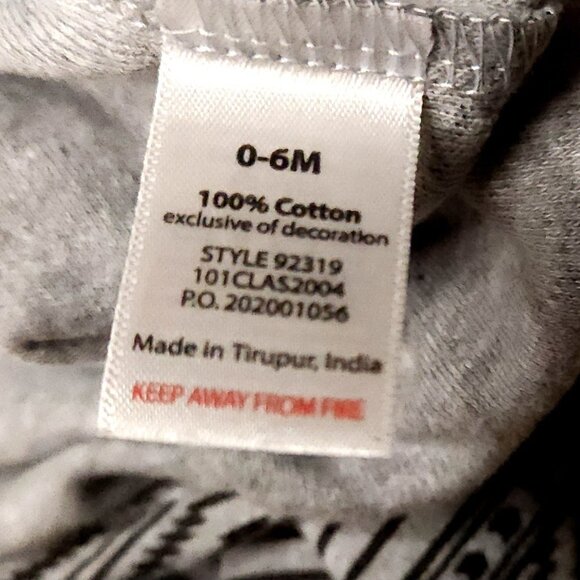 0-6M
100% Cotton
exclusive of decoration
STYLE 92319
101CLAS2004
P.O. 202001056
Made in Tirupur, India
KEEP AWAY FROM FIRE